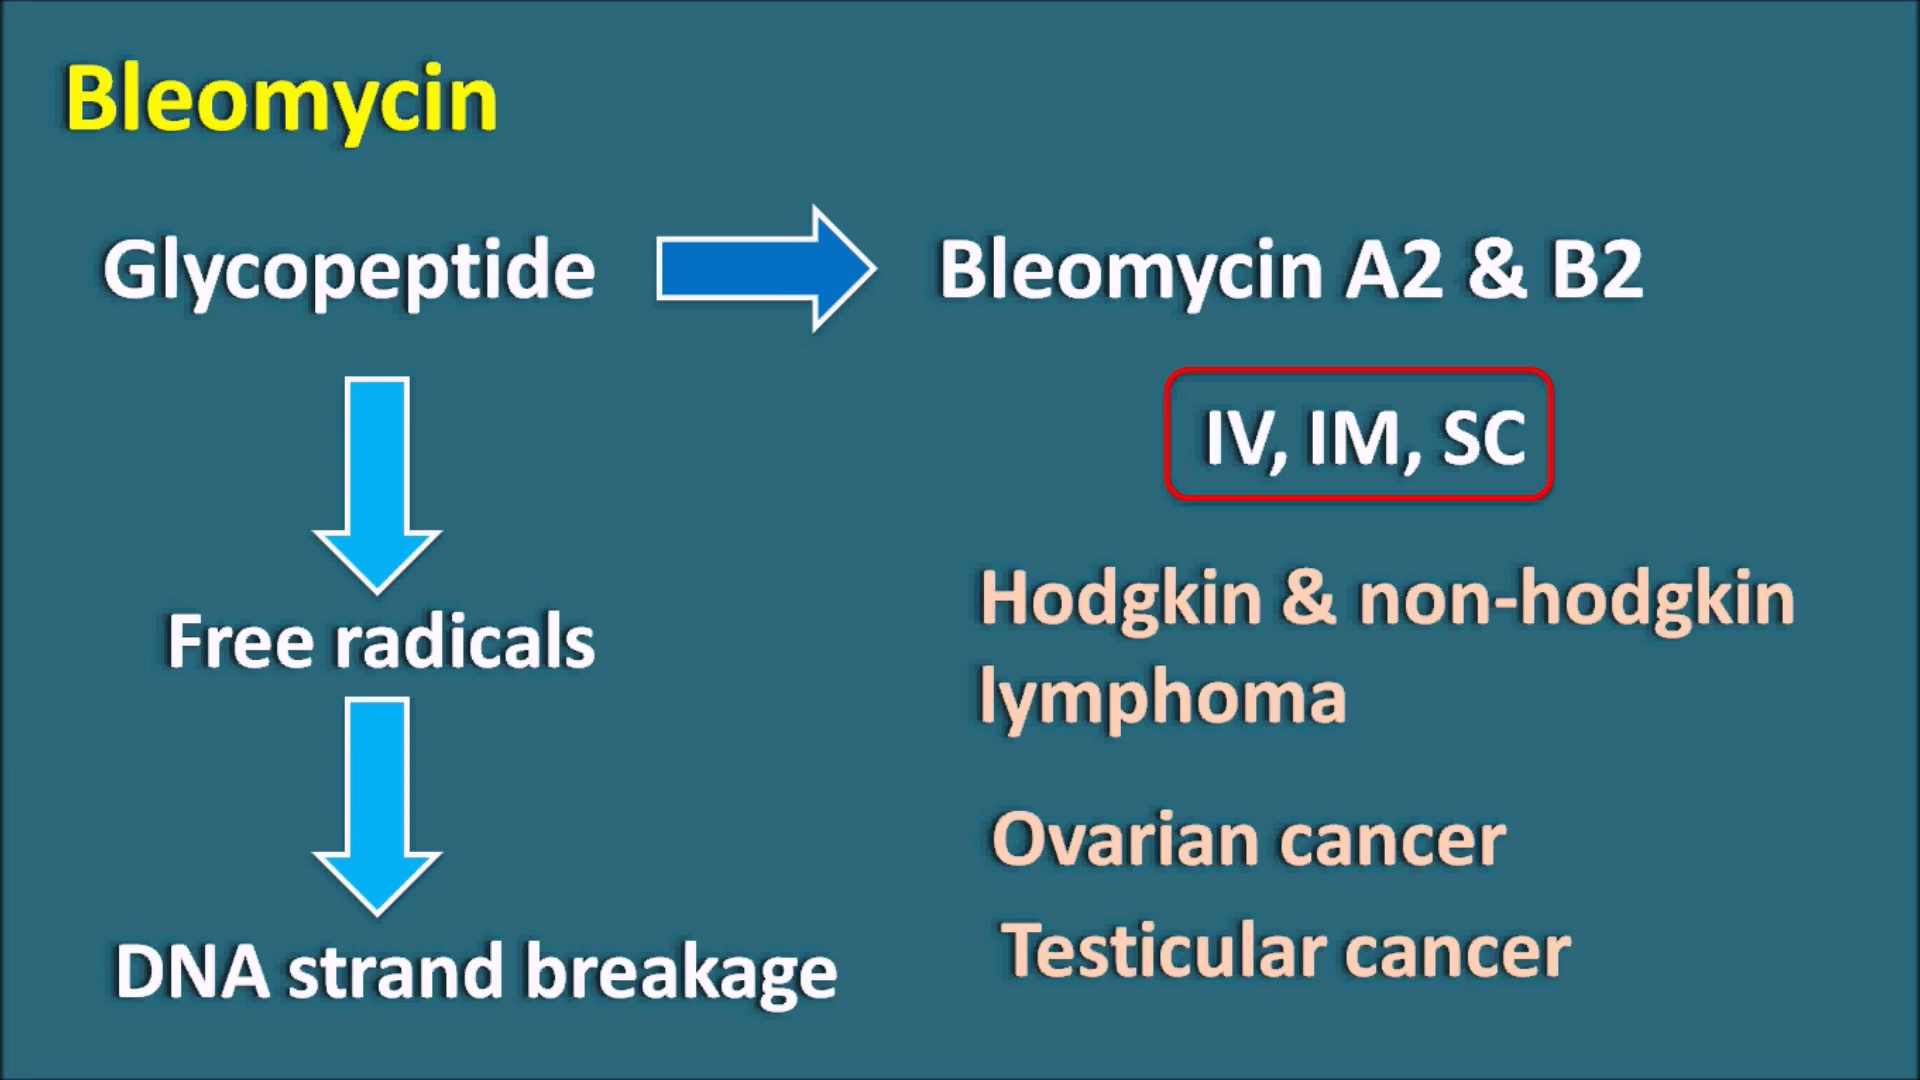 Bleomycin
Glycopeptide
Bleomycin A2 & B2
IV, IM, SC
Free radicals
DNA strand breakage
Hodgkin & non-hodgkin
lymphoma
Ovarian cancer
Testicular cancer